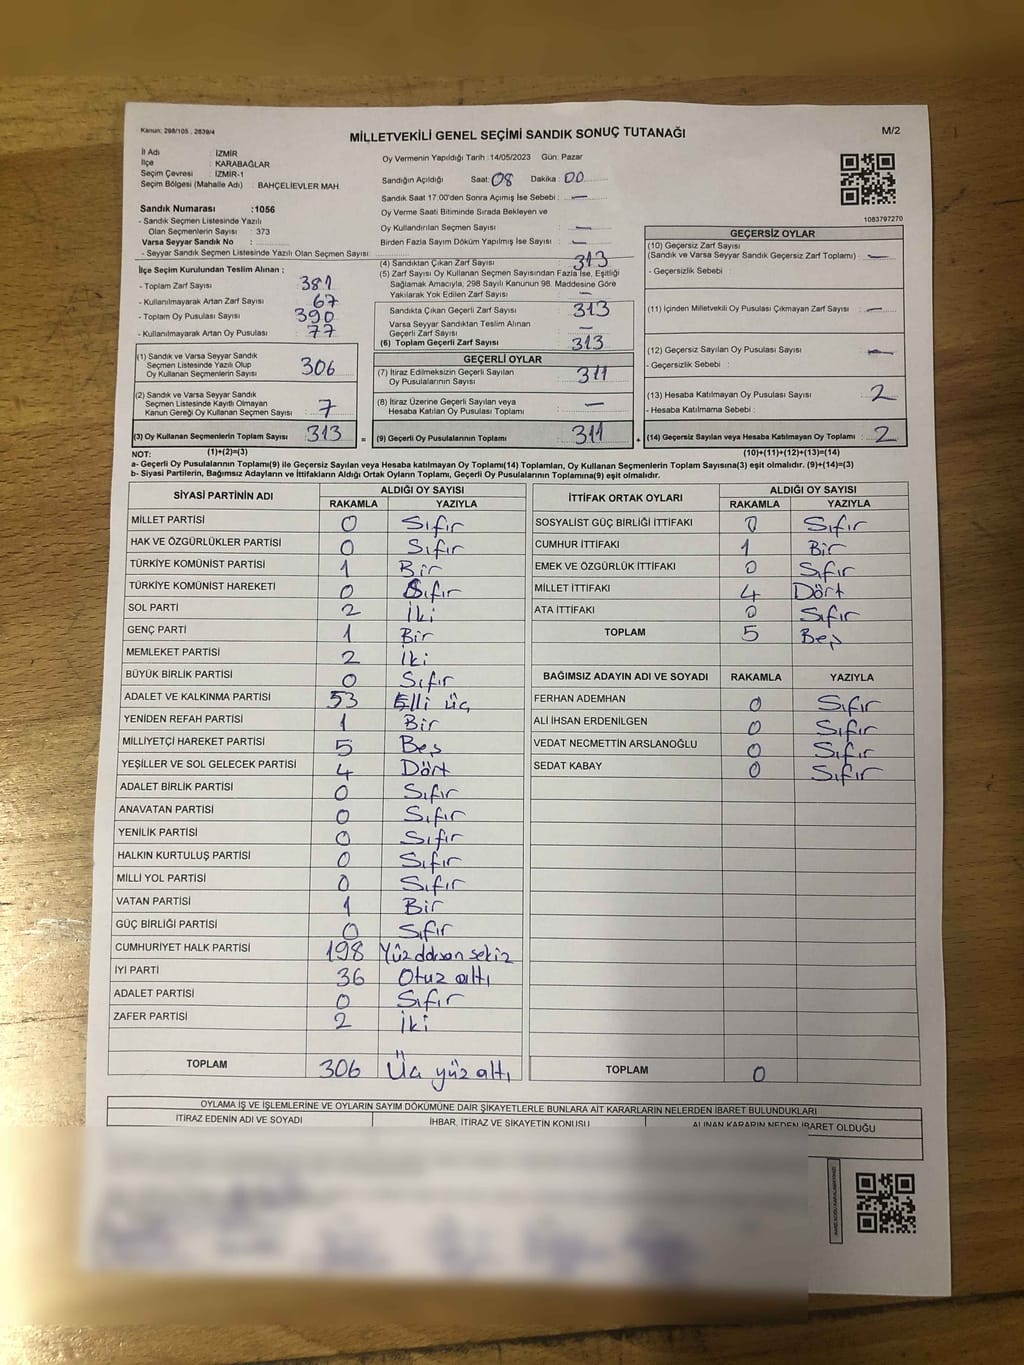 Kanun: 298/105 , 2839/4
MİLLETVEKİLİ GENEL SEÇİMİ SANDIK SONUÇ TUTANAĞI
M/2
İl Adı : İZMİR
İlçe : KARABAĞLAR
Seçim Çevresi : İZMİR-1
Seçim Bölgesi (Mahalle Adı) : BAHÇELİEVLER MAH.
Sandık Numarası : 1056
- Sandık Seçmen Listesinde Yazılı
Olan Seçmenlerin Sayısı : 373
Varsa Seyyar Sandık No :
- Seyyar Sandık Seçmen Listesinde Yazılı Olan Seçmen Sayısı
Oy Vermenin Yapıldığı Tarih : 14/05/2023 Gün: Pazar
Sandığın Açıldığı Saat: 08 Dakika : 00
Sandık Saat 17:00'den Sonra Açımış İse Sebebi : —
Oy Verme Saati Bitiminde Sırada Bekleyen ve
Oy Kullandırılan Seçmen Sayısı : —
Birden Fazla Sayım Döküm Yapılmış İse Sayısı : —
1083797270
İlçe Seçim Kurulundan Teslim Alınan ;
- Toplam Zarf Sayısı : 381
- Kullanılmayarak Artan Zarf Sayısı : 67
- Toplam Oy Pusulası Sayısı : 390
- Kullanılmayarak Artan Oy Pusulası : 77
(1) Sandık ve Varsa Seyyar Sandık
Seçmen Listesinde Yazılı Olup
Oy Kullanan Seçmenlerin Sayısı : 306
(2) Sandık ve Varsa Seyyar Sandık
Seçmen Listesinde Kayıtlı Olmayan
Kanun Gereği Oy Kullanan Seçmen Sayısı : 7
(3) Oy Kullanan Seçmenlerin Toplam Sayısı : 313
(4) Sandıktan Çıkan Zarf Sayısı : 313
(5) Zarf Sayısı Oy Kullanan Seçmen Sayısından Fazla İse, Eşitliği
Sağlamak Amacıyla, 298 Sayılı Kanunun 98. Maddesine Göre
Yakılarak Yok Edilen Zarf Sayısı : —
Sandıkta Çıkan Geçerli Zarf Sayısı : 313
Varsa Seyyar Sandıktan Teslim Alınan
Geçerli Zarf Sayısı : —
(6) Toplam Geçerli Zarf Sayısı : 313
GEÇERLİ OYLAR
(7) İtiraz Edilmeksizin Geçerli Sayılan
Oy Pusulalarının Sayısı : 311
(8) İtiraz Üzerine Geçerli Sayılan veya
Hesaba Katılan Oy Pusulası Toplamı : —
= (9) Geçerli Oy Pusulalarının Toplamı : 311 +
GEÇERSİZ OYLAR
(10) Geçersiz Zarf Sayısı
(Sandık ve Varsa Seyyar Sandık Geçersiz Zarf Toplamı) : —
- Geçersizlik Sebebi :
(11) İçinden Milletvekili Oy Pusulası Çıkmayan Zarf Sayısı : —
(12) Geçersiz Sayılan Oy Pusulası Sayısı : —
- Geçersizlik Sebebi :
(13) Hesaba Katılmayan Oy Pusulası Sayısı : 2
- Hesaba Katılmama Sebebi :
(14) Geçersiz Sayılan veya Hesaba Katılmayan Oy Toplamı : 2
NOT: (1)+(2)=(3)
(10)+(11)+(12)+(13)=(14)
a- Geçerli Oy Pusulalarının Toplamı(9) ile Geçersiz Sayılan veya Hesaba katılmayan Oy Toplamı(14) Toplamları, Oy Kullanan Seçmenlerin Toplam Sayısına(3) eşit olmalıdır. (9)+(14)=(3)
b- Siyasi Partilerin, Bağımsız Adayların ve İttifakların Aldığı Ortak Oyların Toplamı, Geçerli Oy Pusulalarının Toplamına(9) eşit olmalıdır.
SİYASİ PARTİNİN ADI ALDIĞI OY SAYISI
RAKAMLA YAZIYLA
MİLLET PARTİSİ 0 Sıfır
HAK VE ÖZGÜRLÜKLER PARTİSİ 0 Sıfır
TÜRKİYE KOMÜNİST PARTİSİ 1 Bir
TÜRKİYE KOMÜNİST HAREKETİ 0 Sıfır
SOL PARTİ 2 İki
GENÇ PARTİ 1 Bir
MEMLEKET PARTİSİ 2 İki
BÜYÜK BİRLİK PARTİSİ 0 Sıfır
ADALET VE KALKINMA PARTİSİ 53 Elli üç
YENİDEN REFAH PARTİSİ 1 Bir
MİLLİYETÇİ HAREKET PARTİSİ 5 Beş
YEŞİLLER VE SOL GELECEK PARTİSİ 4 Dört
ADALET BİRLİK PARTİSİ 0 Sıfır
ANAVATAN PARTİSİ 0 Sıfır
YENİLİK PARTİSİ 0 Sıfır
HALKIN KURTULUŞ PARTİSİ 0 Sıfır
MİLLİ YOL PARTİSİ 0 Sıfır
VATAN PARTİSİ 1 Bir
GÜÇ BİRLİĞİ PARTİSİ 0 Sıfır
CUMHURİYET HALK PARTİSİ 198 Yüz doksan sekiz
İYİ PARTİ 36 Otuz altı
ADALET PARTİSİ 0 Sıfır
ZAFER PARTİSİ 2 İki
TOPLAM 306 Üç yüz altı
İTTİFAK ORTAK OYLARI ALDIĞI OY SAYISI
RAKAMLA YAZIYLA
SOSYALİST GÜÇ BİRLİĞİ İTTİFAKI 0 Sıfır
CUMHUR İTTİFAKI 1 Bir
EMEK VE ÖZGÜRLÜK İTTİFAKI 0 Sıfır
MİLLET İTTİFAKI 4 Dört
ATA İTTİFAKI 0 Sıfır
TOPLAM 5 Beş
BAĞIMSIZ ADAYIN ADI VE SOYADI RAKAMLA YAZIYLA
FERHAN ADEMHAN 0 Sıfır
ALİ İHSAN ERDENİLGEN 0 Sıfır
VEDAT NECMETTİN ARSLANOĞLU 0 Sıfır
SEDAT KABAY 0 Sıfır
TOPLAM 0
OYLAMA İŞ VE İŞLEMLERİNE VE OYLARIN SAYIM DÖKÜMÜNE DAİR ŞİKAYETLERLE BUNLARA AİT KARARLARIN NELERDEN İBARET BULUNDUKLARI
İTİRAZ EDENİN ADI VE SOYADI İHBAR, İTİRAZ VE ŞİKAYETİN KONUSU ALINAN KARARIN NEDEN İBARET OLDUĞU